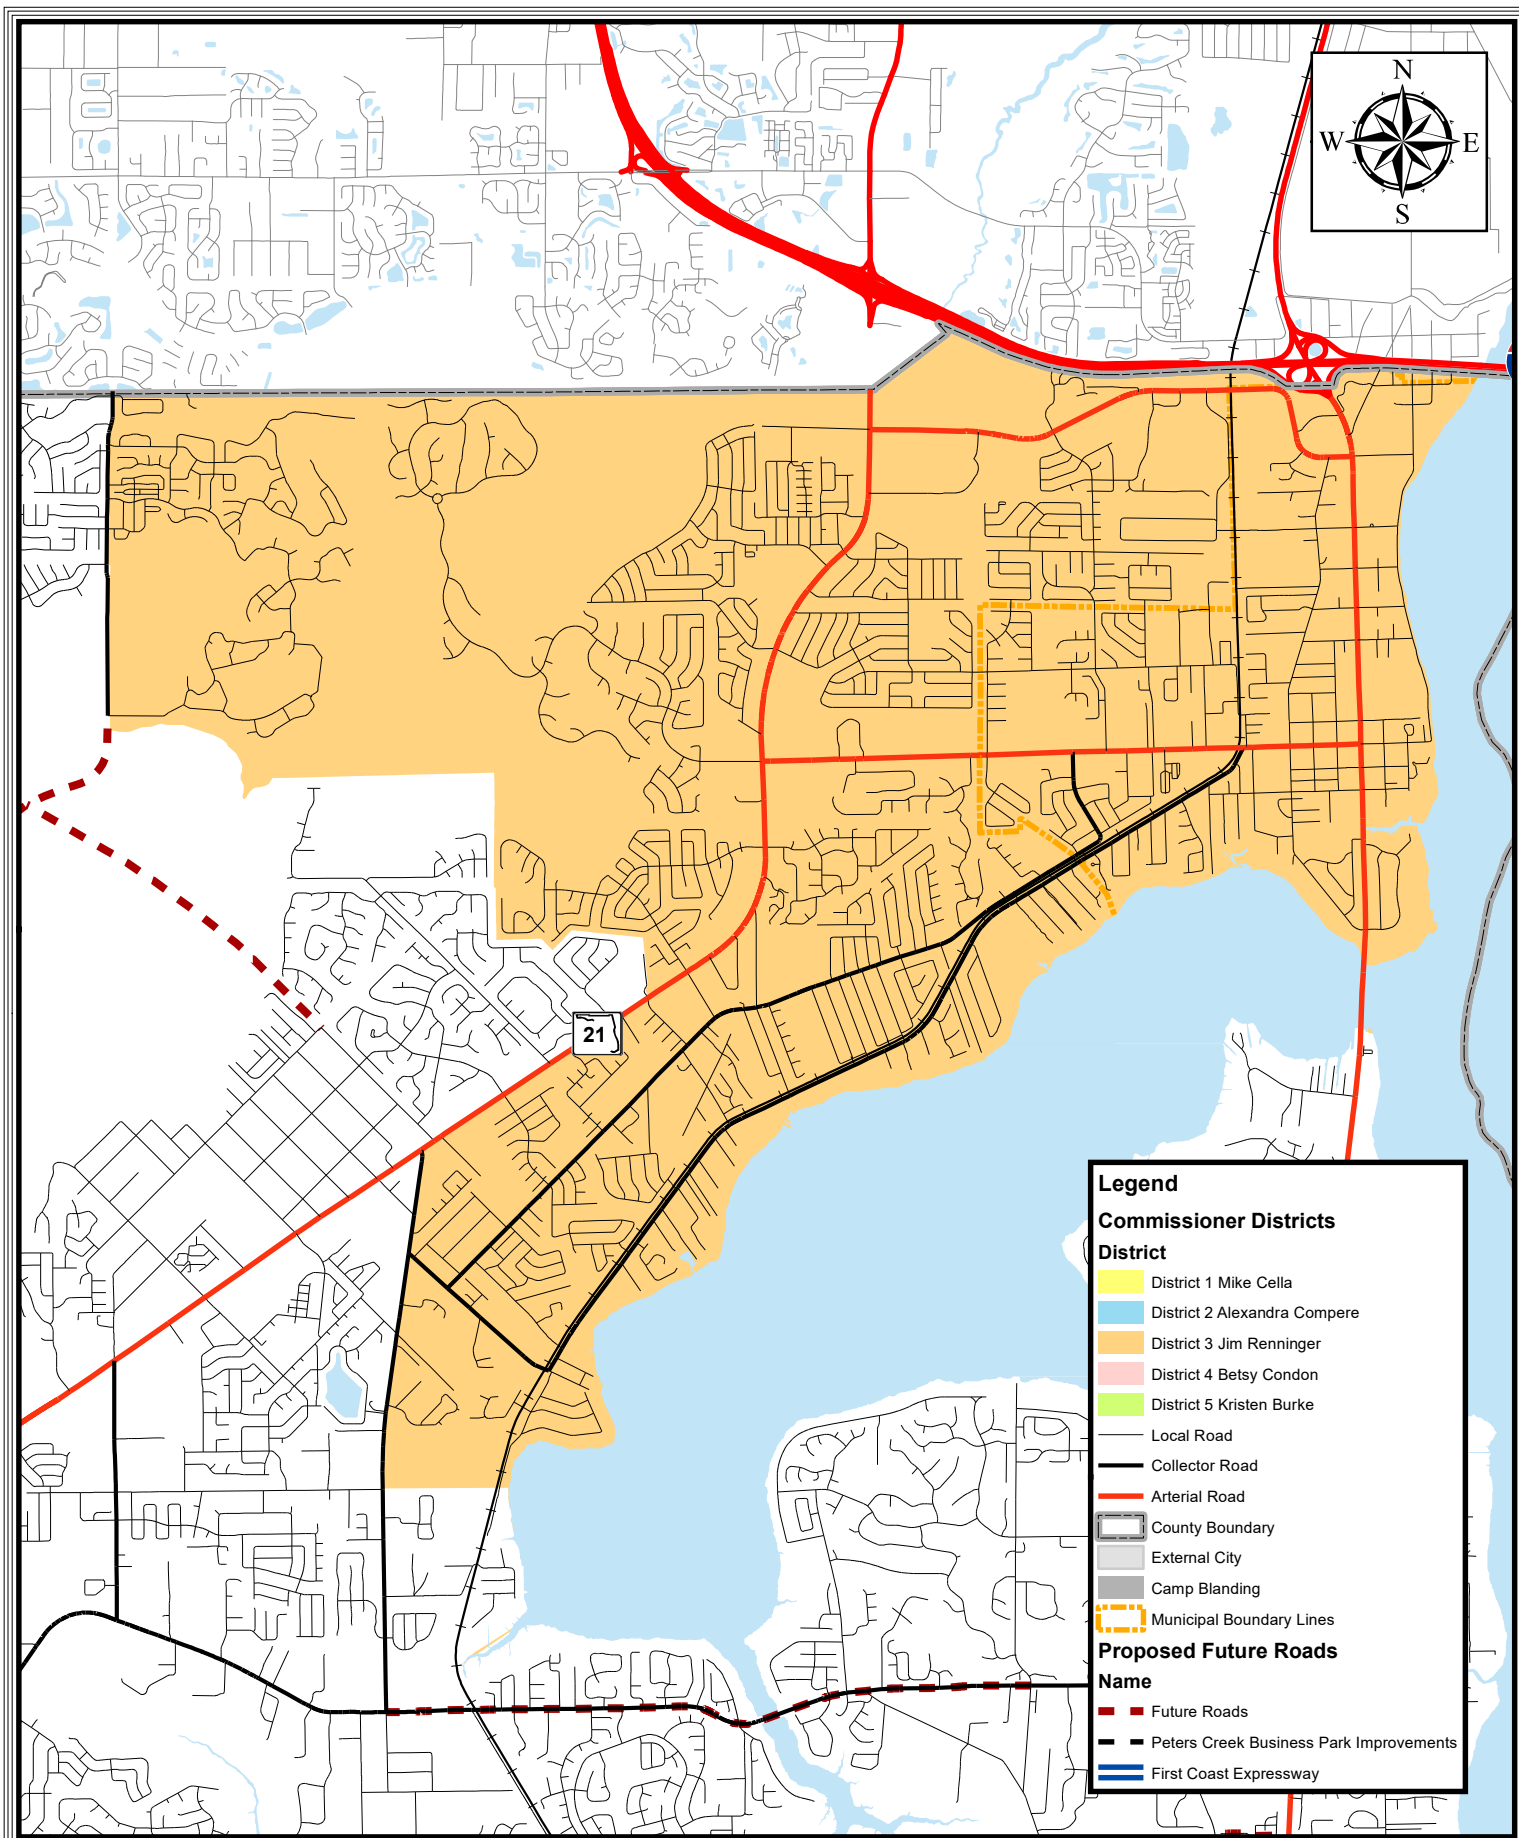 N
W
E
S
21
Legend
Commissioner Districts
District
District 1 Mike Cella
District 2 Alexandra Compere
District 3 Jim Renninger
District 4 Betsy Condon
District 5 Kristen Burke
Local Road
Collector Road
Arterial Road
County Boundary
External City
Camp Blanding
Municipal Boundary Lines
Proposed Future Roads
Name
Future Roads
Peters Creek Business Park Improvements
First Coast Expressway